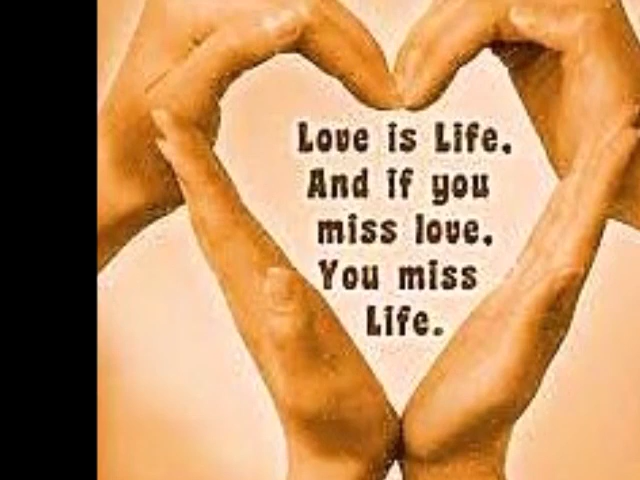 Love is Life.
And if you
miss love.
You miss
Life.